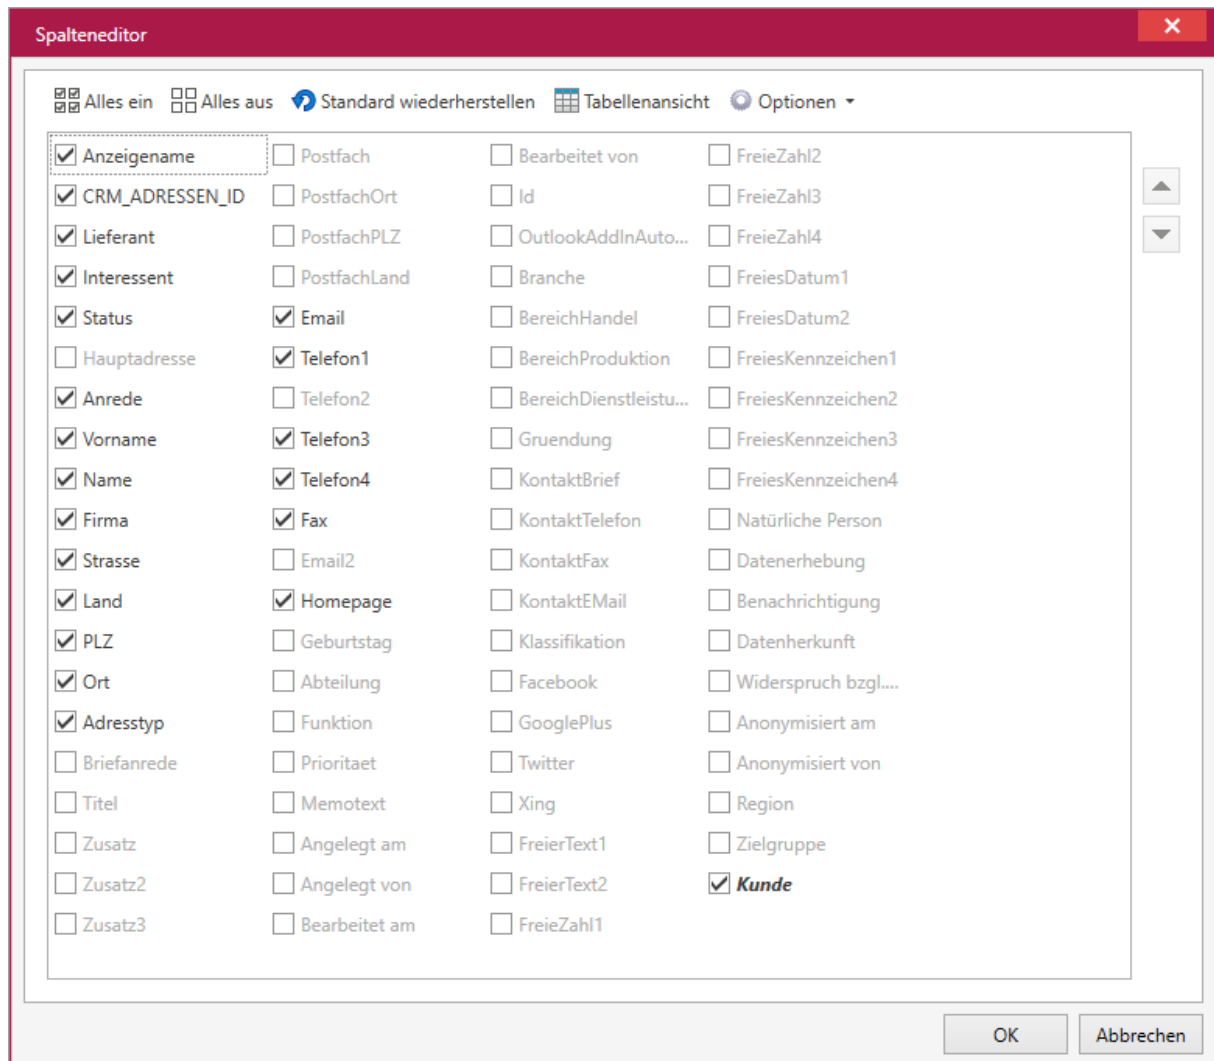 Spalteneditor
Alles ein Alles aus Standard wiederherstellen Tabellenansicht Optionen
Anzeigename
CRM_ADRESSEN_ID
Lieferant
Interessent
Status
Hauptadresse
Anrede
Vorname
Name
Firma
Strasse
Land
PLZ
Ort
Adresstyp
Briefanrede
Titel
Zusatz
Zusatz2
Zusatz3
Postfach
PostfachOrt
PostfachPLZ
PostfachLand
Email
Telefon1
Telefon2
Telefon3
Telefon4
Fax
Email2
Homepage
Geburtstag
Abteilung
Funktion
Prioritaet
Memotext
Angelegt am
Angelegt von
Bearbeitet am
Bearbeitet von
Id
OutlookAddInAuto...
Branche
BereichHandel
BereichProduktion
BereichDienstleistu...
Gruendung
KontaktBrief
KontaktTelefon
KontaktFax
KontaktEMail
Klassifikation
Facebook
GooglePlus
Twitter
Xing
FreierText1
FreierText2
FreieZahl1
FreieZahl2
FreieZahl3
FreieZahl4
FreiesDatum1
FreiesDatum2
FreiesKennzeichen1
FreiesKennzeichen2
FreiesKennzeichen3
FreiesKennzeichen4
Natürliche Person
Datenerhebung
Benachrichtigung
Datenherkunft
Widerspruch bzgl....
Anonymisiert am
Anonymisiert von
Region
Zielgruppe
Kunde
OK Abbrechen